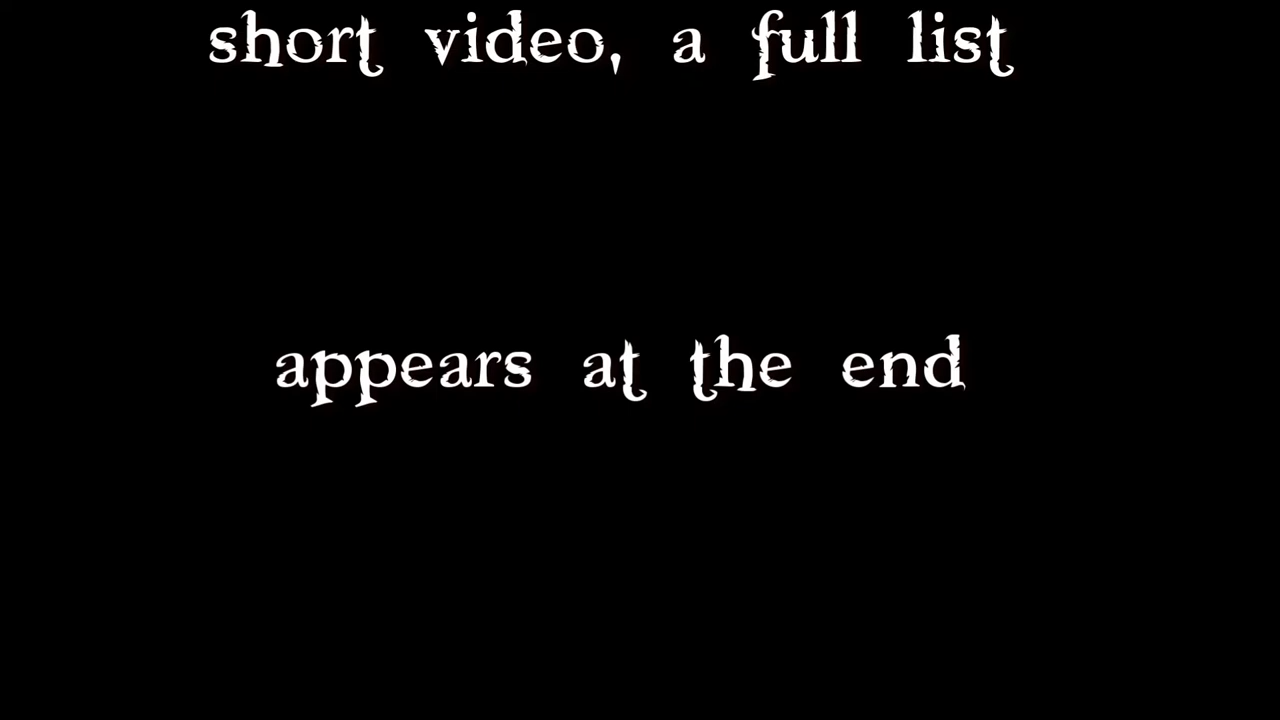 short video, a full list
appears at the end